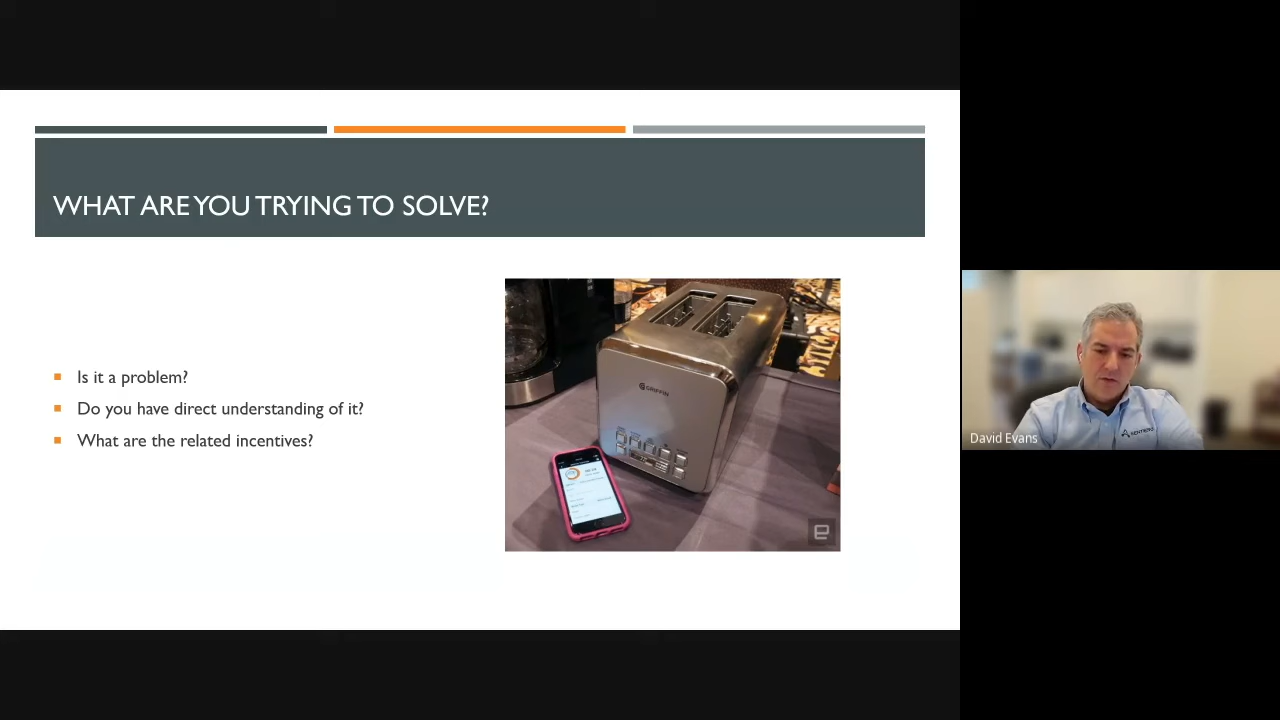 WHAT ARE YOU TRYING TO SOLVE?
Is it a problem?
Do you have direct understanding of it?
What are the related incentives?
GRIFFIN
David Evans